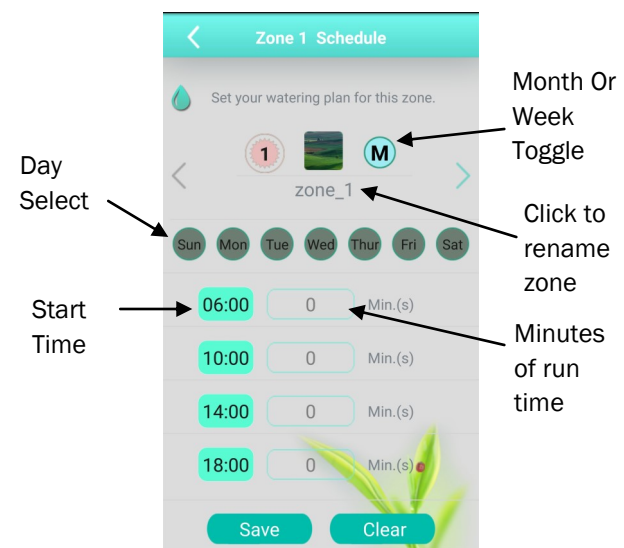 Zone 1 Schedule
Set your watering plan for this zone.
Month Or
Week
Toggle
1
M
zone_1
Day
Select
Click to
rename
zone
Sun Mon Tue Wed Thur Fri Sat
Start
Time
06:00 0 Min.(s)
Minutes
of run
time
10:00 0 Min.(s)
14:00 0 Min.(s)
18:00 0 Min.(s)
Save Clear